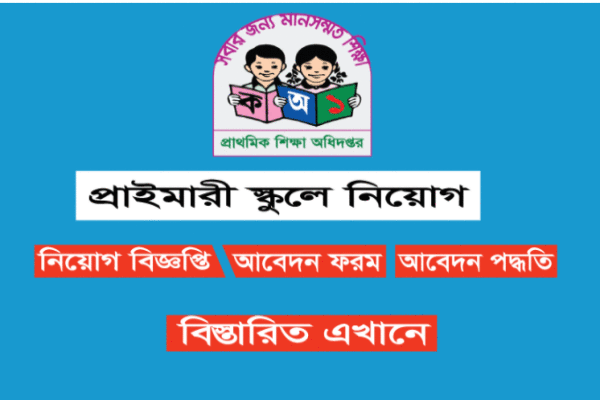 সবার জন্য মানসম্মত শিক্ষা
ক অ ১
প্রাথমিক শিক্ষা অধিদপ্তর
প্রাইমারী স্কুলে নিয়োগ
নিয়োগ বিজ্ঞপ্তি আবেদন ফরম আবেদন পদ্ধতি
বিস্তারিত এখানে